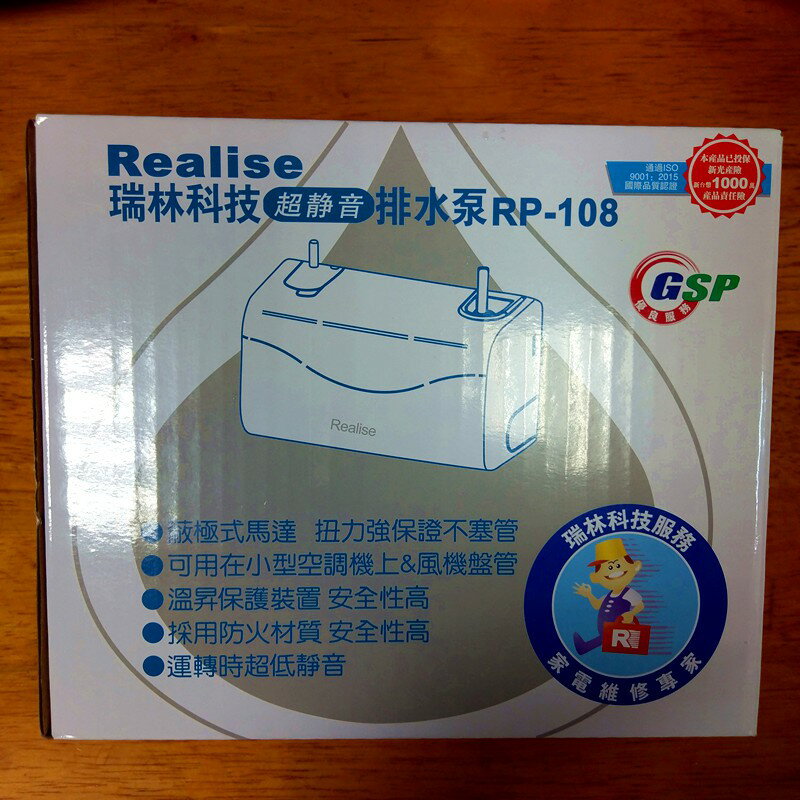 Realise
瑞林科技 超靜音 排水泵RP-108
通過ISO
9001:2015
國際品質認證
本產品已投保
新光產險
新台幣1000萬
產品責任險
GSP
優良服務
Realise
●蔽極式馬達 扭力強保證不塞管
●可用在小型空調機上&風機盤管
●溫昇保護裝置 安全性高
●採用防火材質 安全性高
●運轉時超低靜音
瑞林科技服務
R
家電維修專家